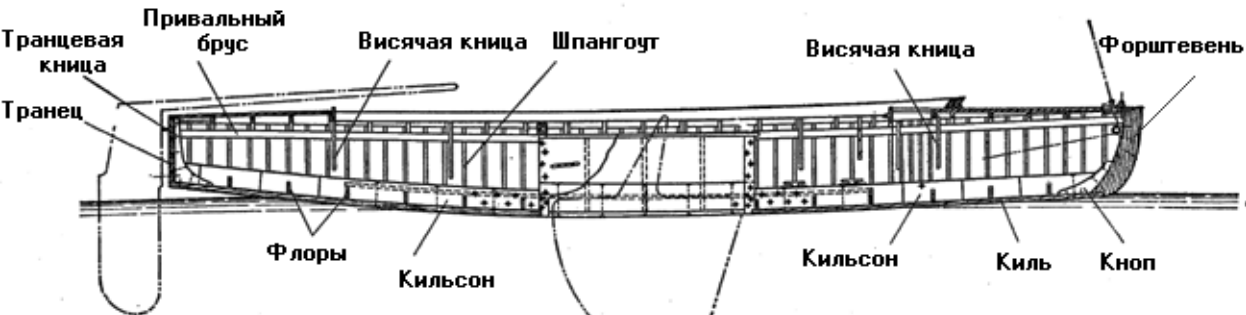 Привальный
брус
Транцевая
кница
Висячая кница
Шпангоут
Висячая кница
Форштевень
Транец
Флоры
Кильсон
Кильсон
Киль
Кноп